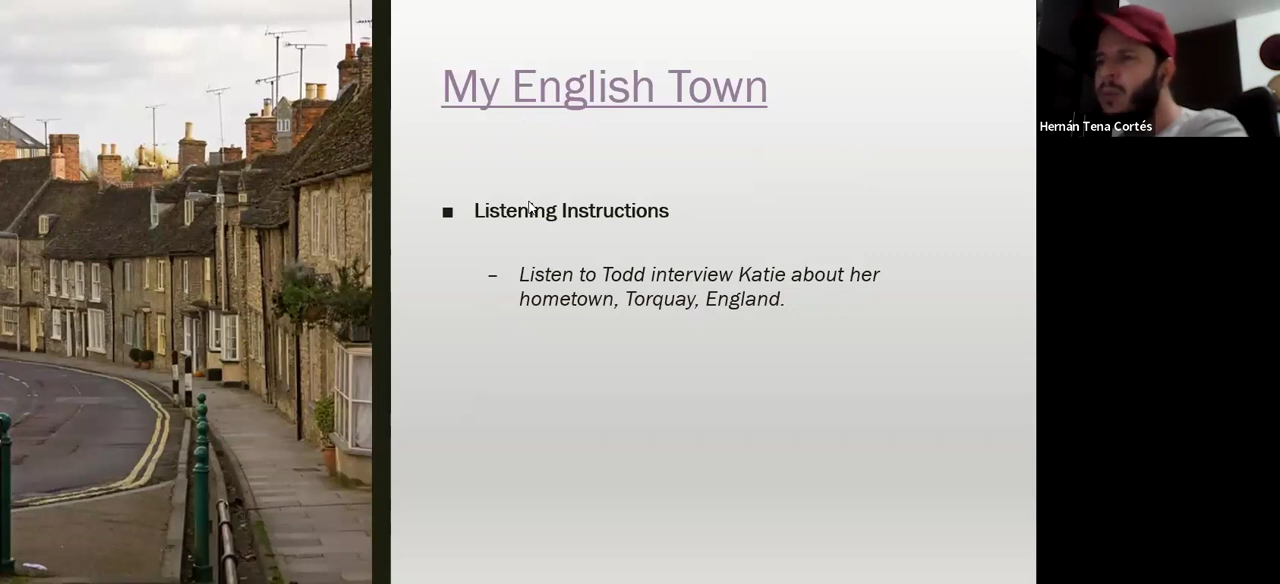 My English Town
Hernán Tena Cortés
■ Listening Instructions
– Listen to Todd interview Katie about her
hometown, Torquay, England.